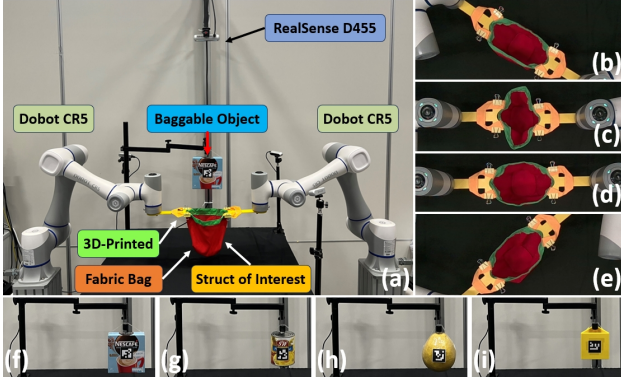 RealSense D455
Dobot CR5
Baggable Object
Dobot CR5
NESCAFE
3D-Printed
Fabric Bag
Struct of Interest
(a)
(b)
(c)
(d)
(e)
NESCAFE
(f)
(g)
(h)
(i)